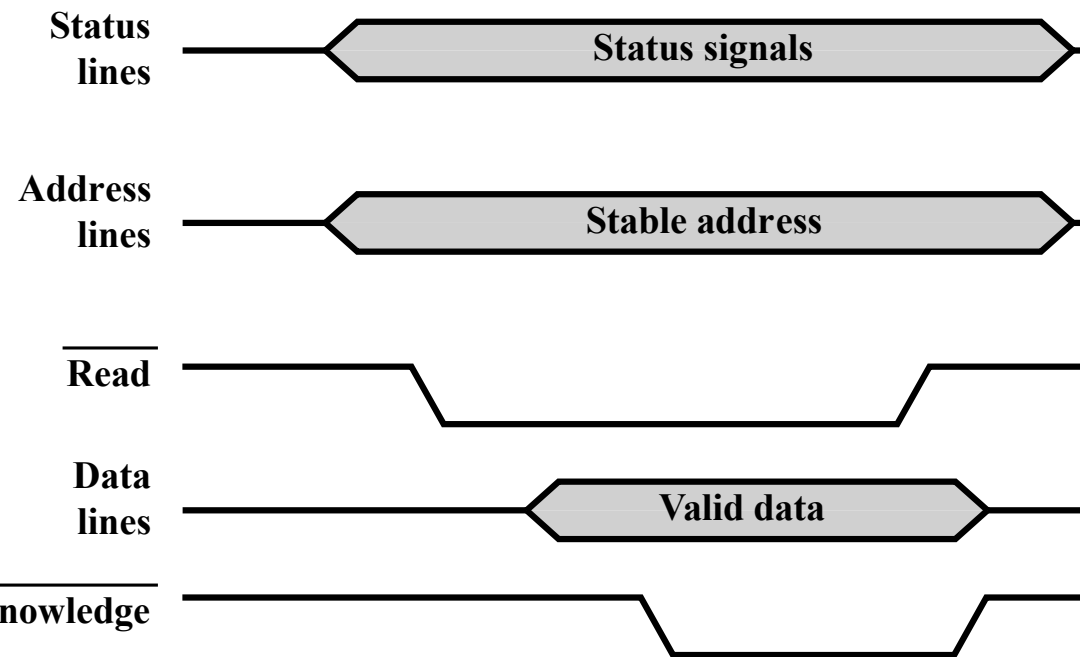 Status
lines
Status signals
Address
lines
Stable address
Read
Data
lines
Valid data
nowledge